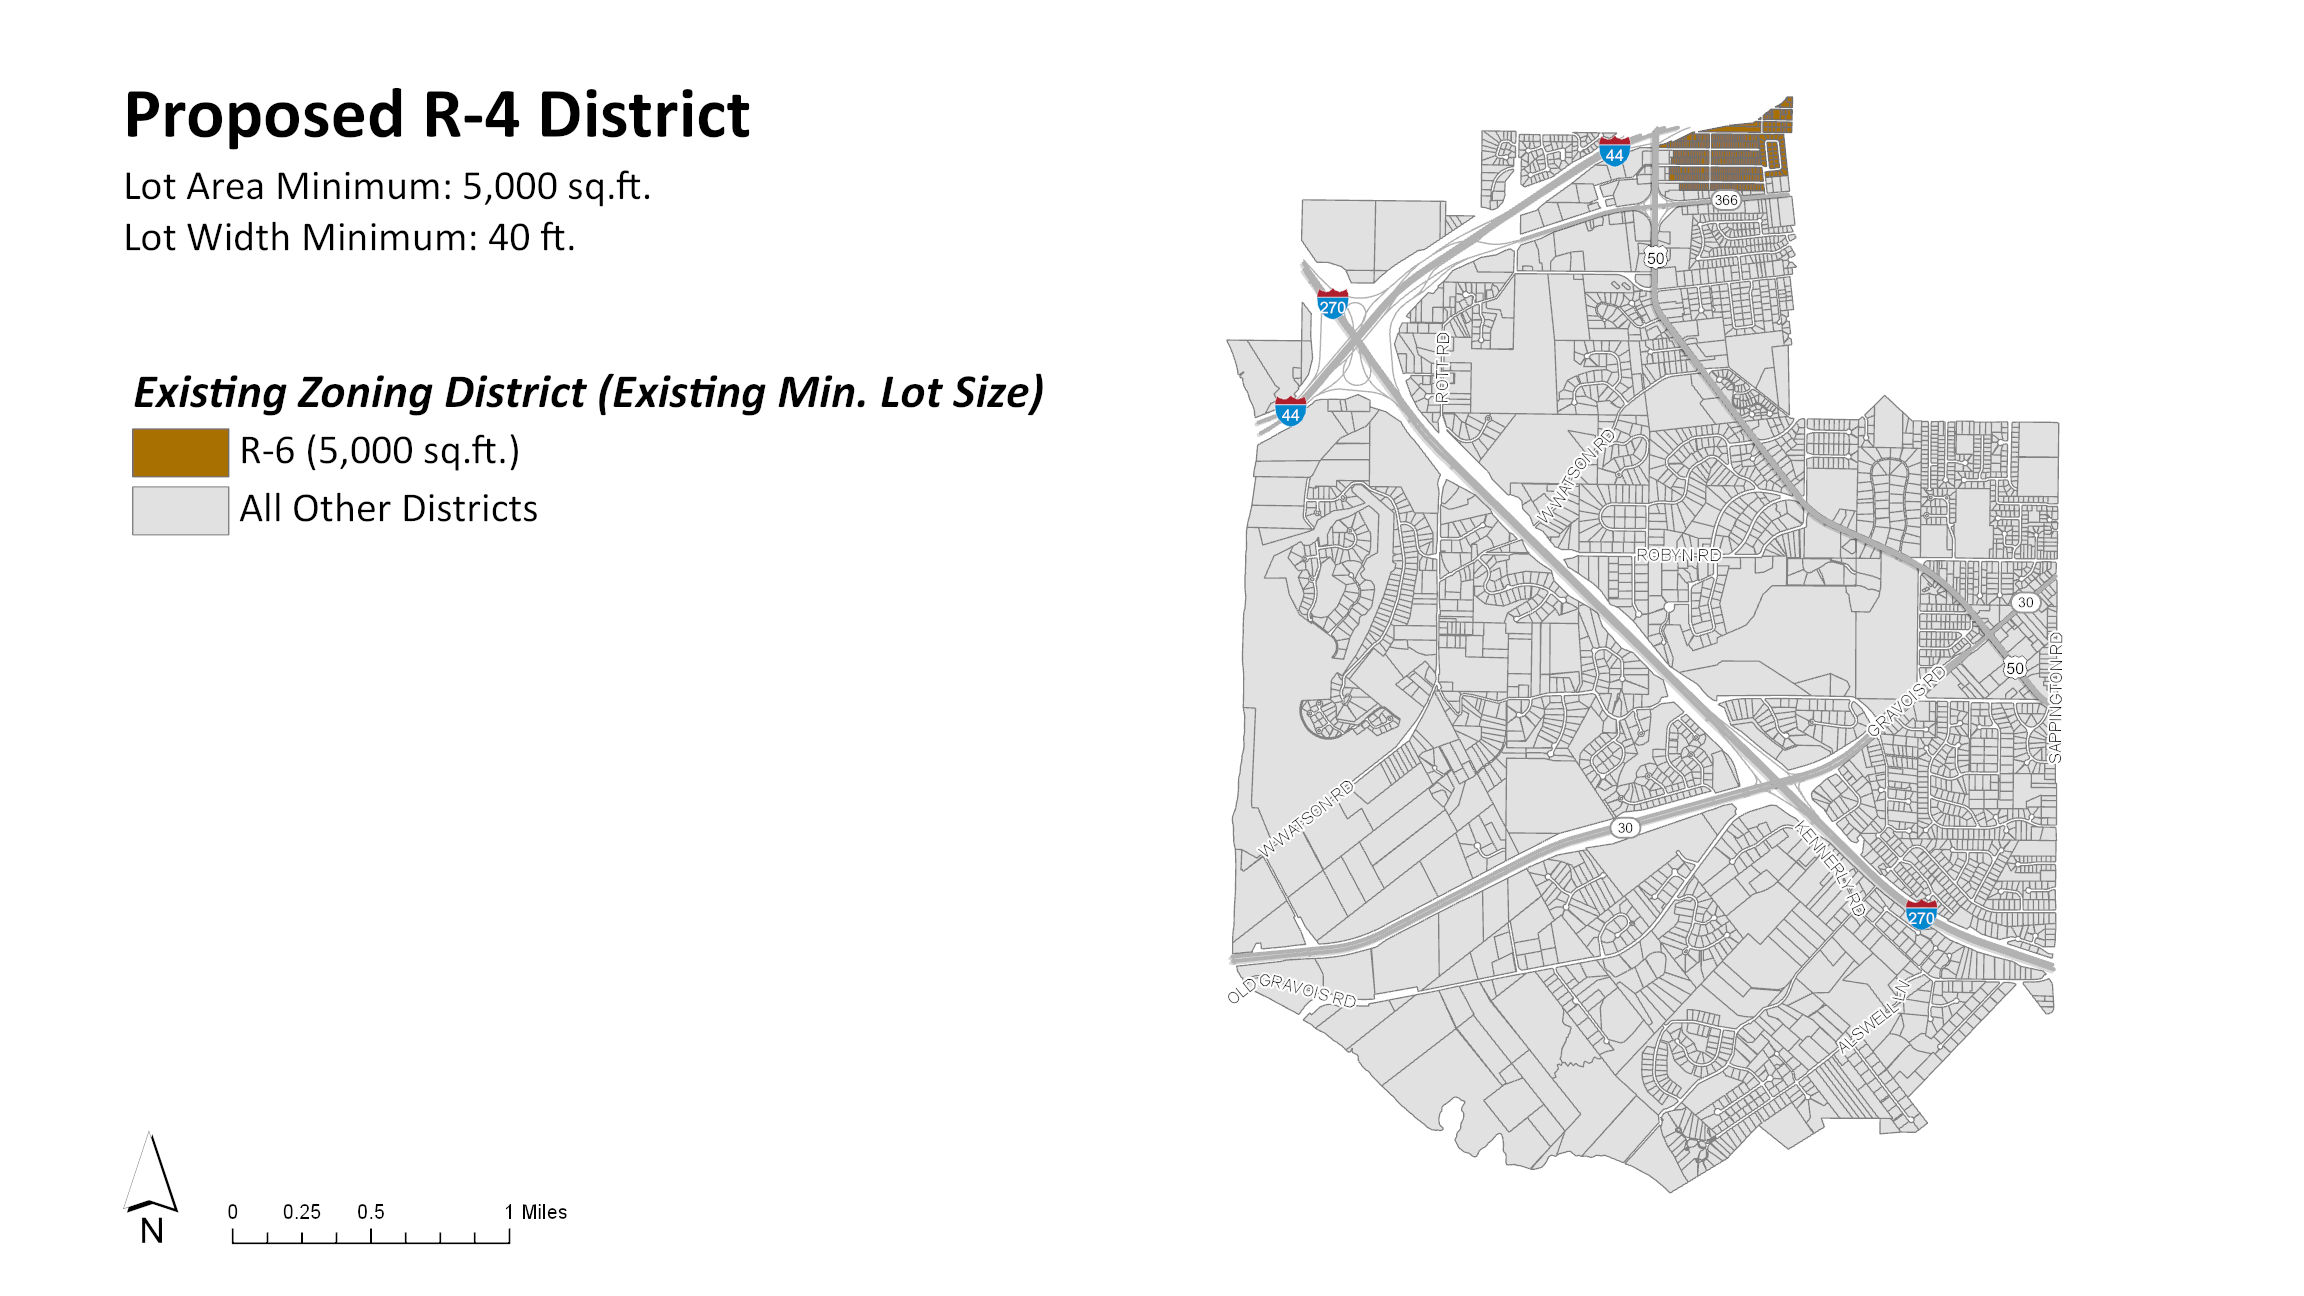 Proposed R-4 District
Lot Area Minimum: 5,000 sq.ft.
Lot Width Minimum: 40 ft.
Existing Zoning District (Existing Min. Lot Size)
R-6 (5,000 sq.ft.)
All Other Districts
N
0 0.25 0.5 1 Miles
44
366
50
270
ROTT RD
44
W WATSON RD
ROBYN RD
30
50
SAPPINGTON RD
GRAVOIS RD
W WATSON RD
30
KENNERLY RD
270
OLD GRAVOIS RD
ALSWELL LN